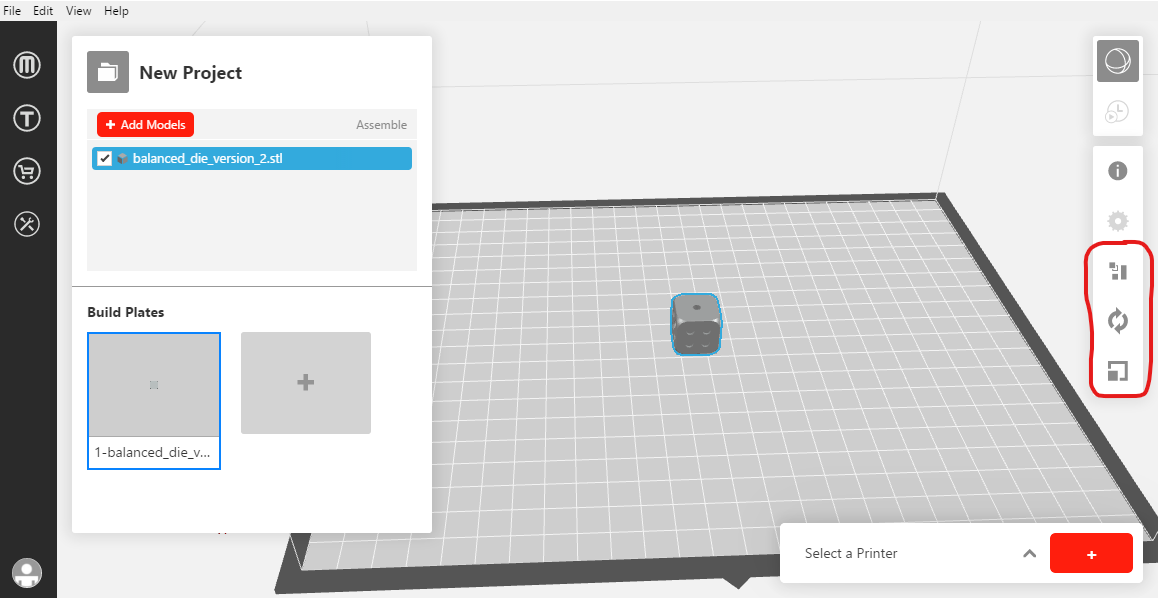 File Edit View Help
New Project
+ Add Models
Assemble
balanced_die_version_2.stl
Build Plates
1-balanced_die_v...
Select a Printer